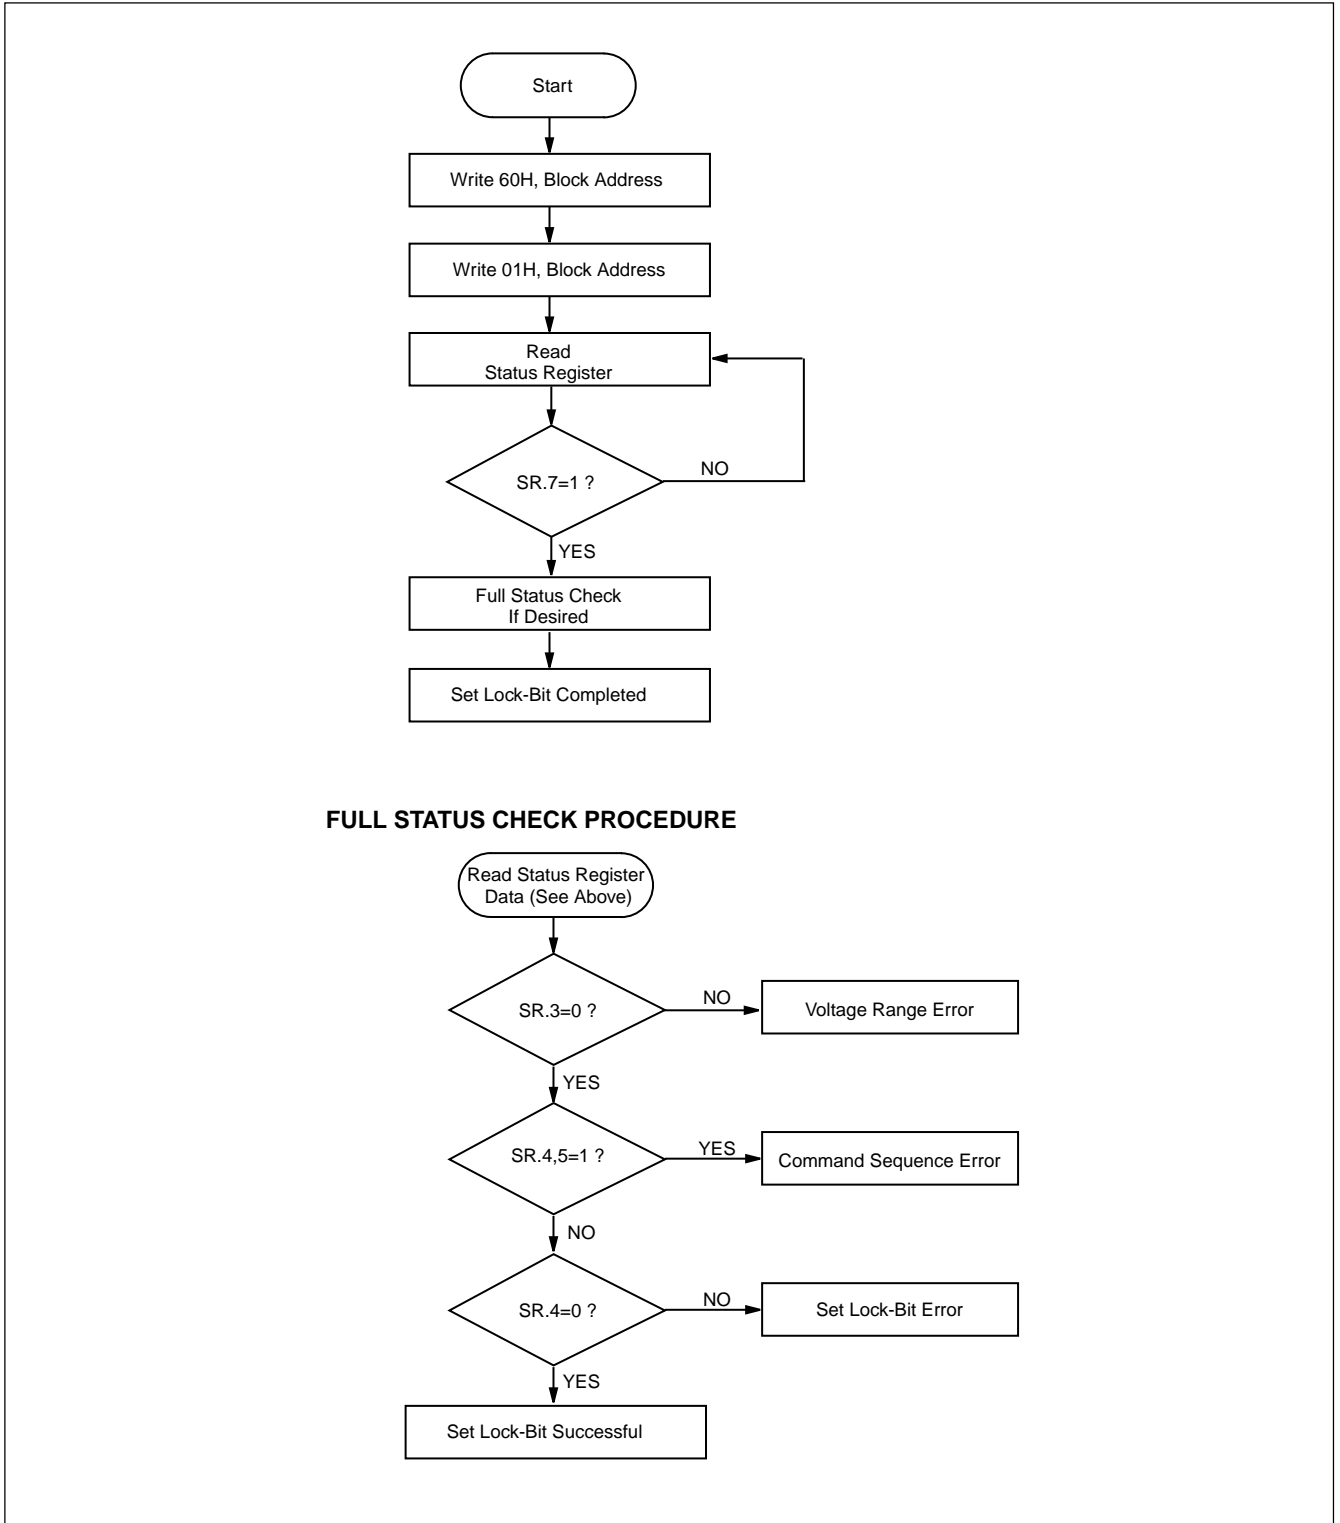 Start
Write 60H, Block Address
Write 01H, Block Address
Read
Status Register
SR.7=1 ?
NO
YES
Full Status Check
If Desired
Set Lock-Bit Completed
FULL STATUS CHECK PROCEDURE
Read Status Register
Data (See Above)
SR.3=0 ?
NO
Voltage Range Error
YES
SR.4,5=1 ?
YES
Command Sequence Error
NO
SR.4=0 ?
NO
Set Lock-Bit Error
YES
Set Lock-Bit Successful